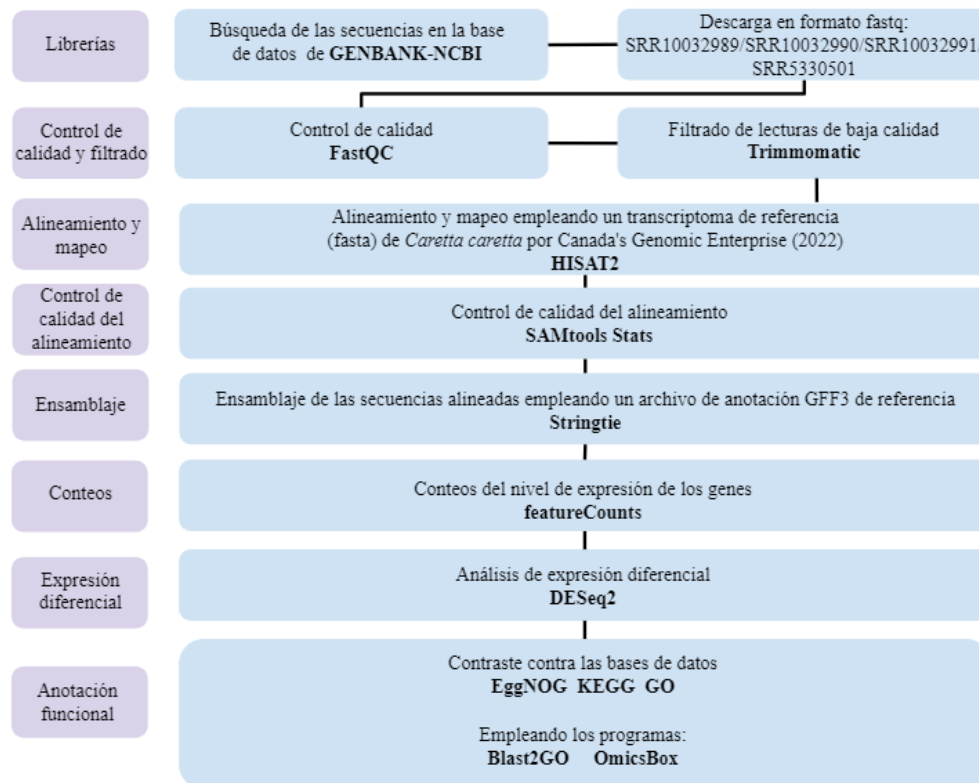 Librerías
Búsqueda de las secuencias en la base
de datos de GENBANK-NCBI
Descarga en formato fastq:
SRR10032989/SRR10032990/SRR10032991
SRR5330501
Control de
calidad y filtrado
Control de calidad
FastQC
Filtrado de lecturas de baja calidad
Trimmomatic
Alineamiento y
mapeo
Alineamiento y mapeo empleando un transcriptoma de referencia
(fasta) de Caretta caretta por Canada's Genomic Enterprise (2022)
HISAT2
Control de
calidad del
alineamiento
Control de calidad del alineamiento
SAMtools Stats
Ensamblaje
Ensamblaje de las secuencias alineadas empleando un archivo de anotación GFF3 de referencia
Stringtie
Conteos
Conteos del nivel de expresión de los genes
featureCounts
Expresión
diferencial
Análisis de expresión diferencial
DESeq2
Anotación
funcional
Contraste contra las bases de datos
EggNOG KEGG GO
Empleando los programas:
Blast2GO OmicsBox